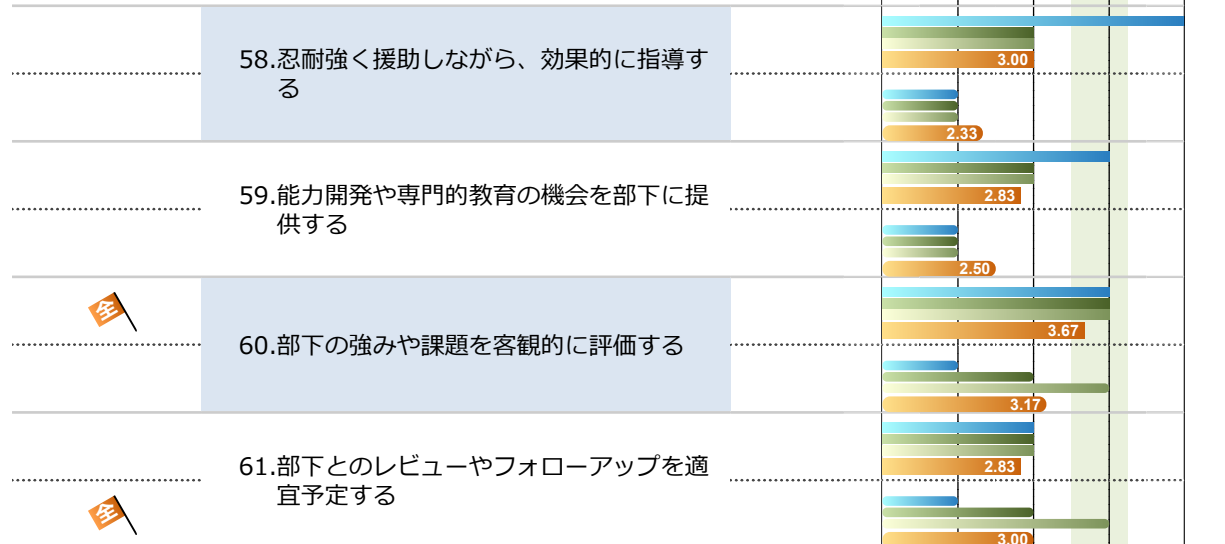 58.忍耐強く援助しながら、効果的に指導す
る
3.00
2.33
59.能力開発や専門的教育の機会を部下に提
供する
2.83
2.50
全
60.部下の強みや課題を客観的に評価する
3.67
3.17
61.部下とのレビューやフォローアップを適
宜予定する
2.83
全
3.00